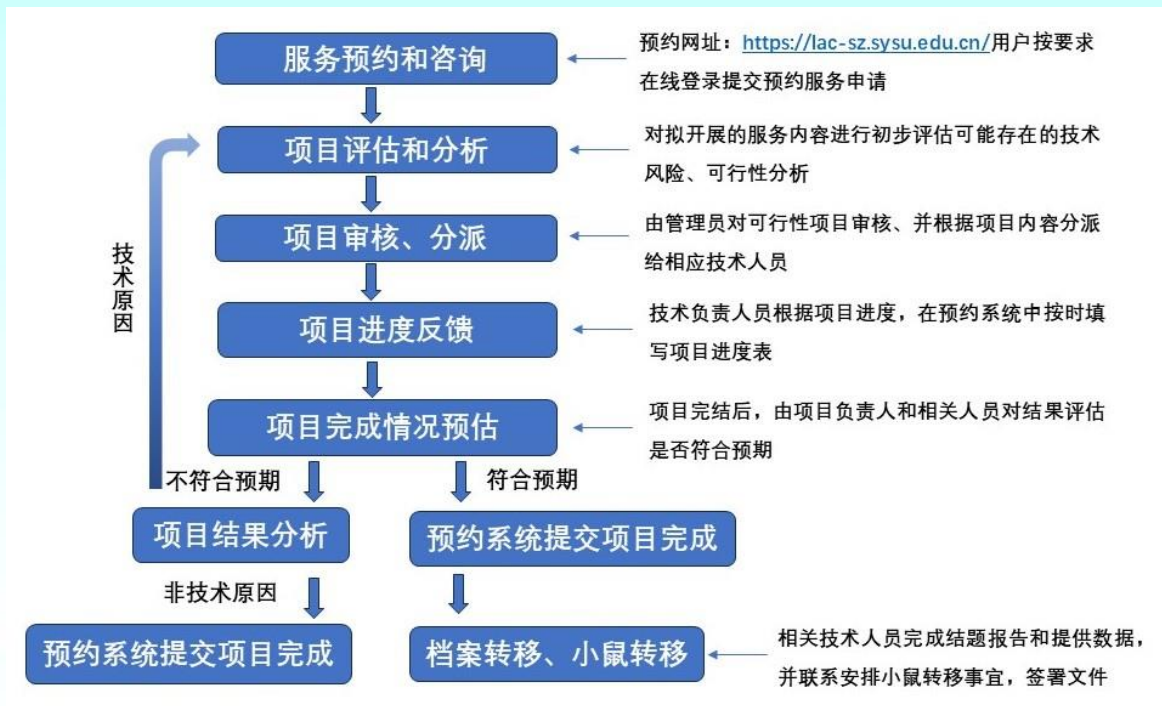 服务预约和咨询
预约网址：https://lac-sz.sysu.edu.cn/用户按要求
在线登录提交预约服务申请
项目评估和分析
对拟开展的服务内容进行初步评估可能存在的技术
风险、可行性分析
项目审核、分派
由管理员对可行性项目审核、并根据项目内容分派
给相应技术人员
技术原因
项目进度反馈
技术负责人员根据项目进度，在预约系统中按时填
写项目进度表
项目完成情况预估
项目完结后，由项目负责人和相关人员对结果评估
是否符合预期
不符合预期
符合预期
项目结果分析
预约系统提交项目完成
非技术原因
预约系统提交项目完成
档案转移、小鼠转移
相关技术人员完成结题报告和提供数据，
并联系安排小鼠转移事宜，签署文件